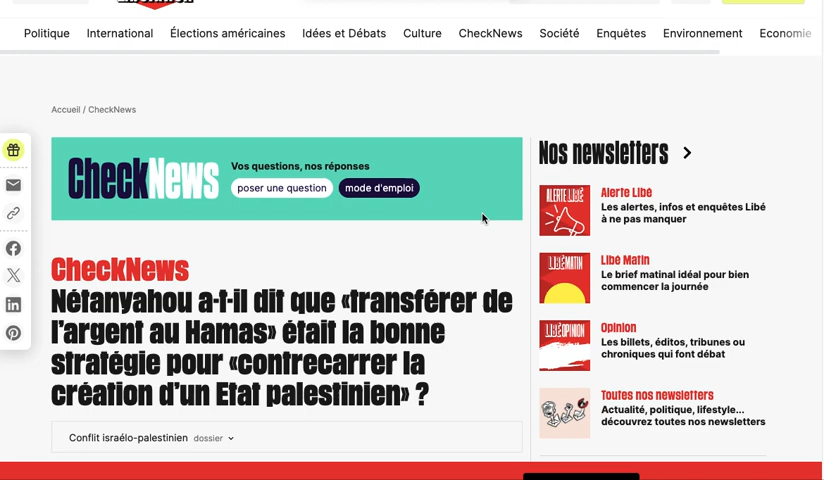 Politique International Élections américaines Idées et Débats Culture CheckNews Société Enquêtes Environnement Economie
Accueil / CheckNews
CheckNews
Vos questions, nos réponses
poser une question mode d'emploi
CheckNews
Nétanyahou a-t-il dit que «transférer de
l'argent au Hamas» était la bonne
stratégie pour «contrecarrer la
création d'un Etat palestinien» ?
Conflit israélo-palestinien dossier
Nos newsletters
ALERTE LIBÉ
Alerte Libé
Les alertes, infos et enquêtes Libé
à ne pas manquer
LIBÉ MATIN
Libé Matin
Le brief matinal idéal pour bien
commencer la journée
LIBÉ OPINION
Opinion
Les billets, éditos, tribunes ou
chroniques qui font débat
Toutes nos newsletters
Actualité, politique, lifestyle...
découvrez toutes nos newsletters